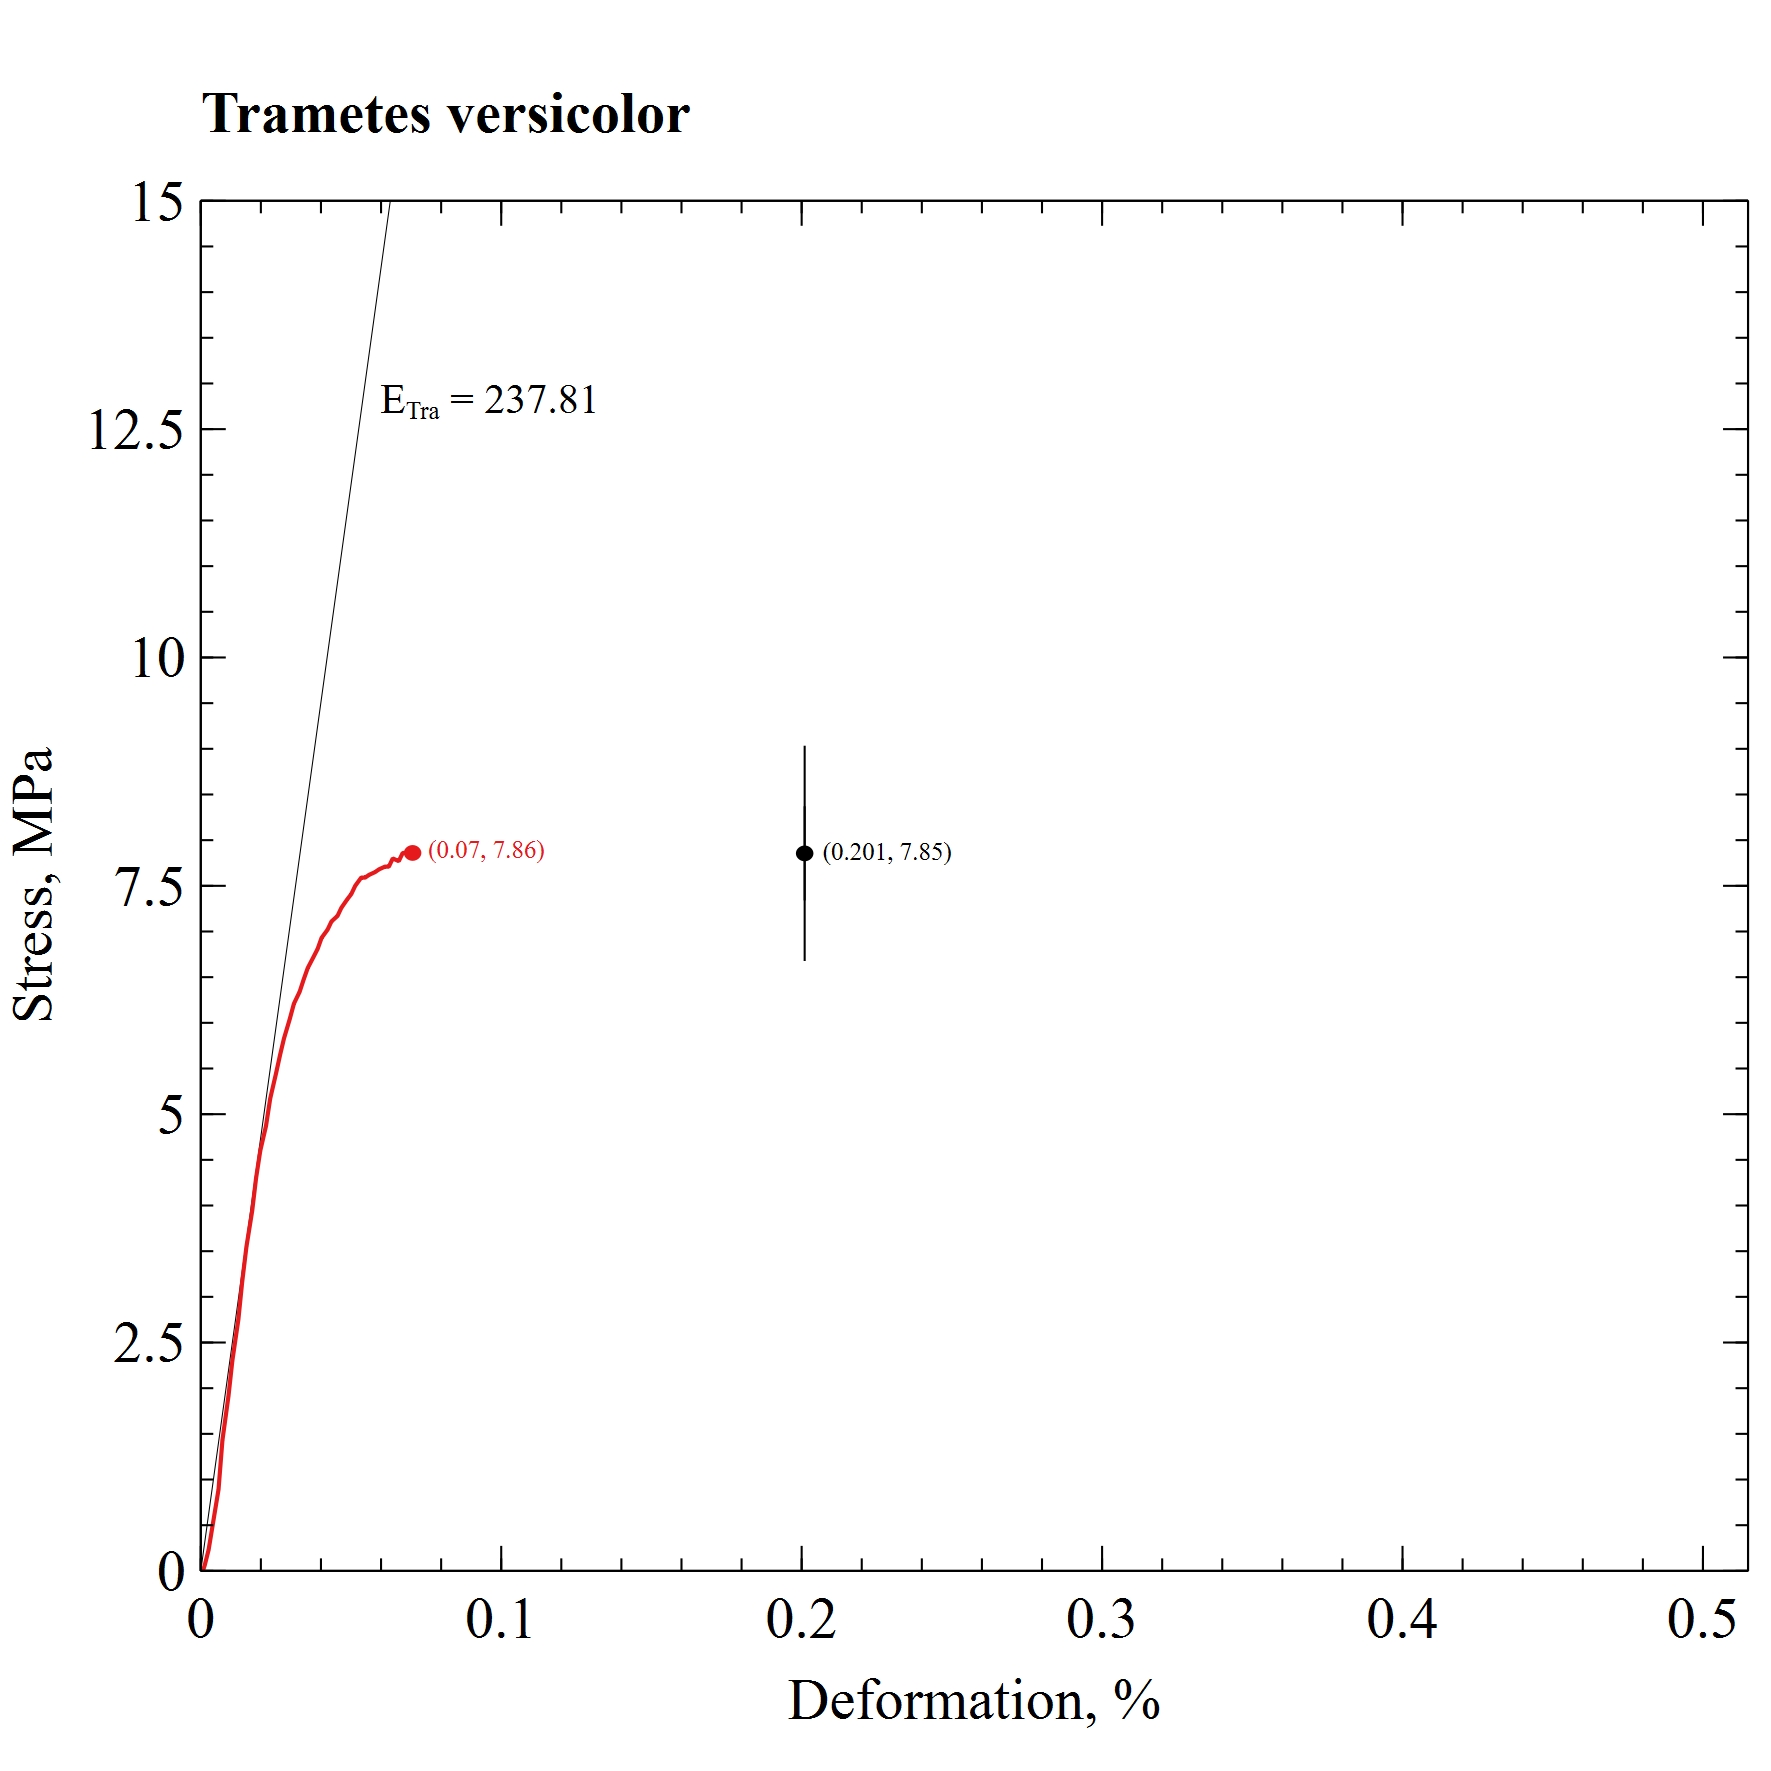 Trametes versicolor
15
12.5
10
7.5
5
2.5
0
E_Tra = 237.81
(0.07, 7.86)
(0.201, 7.85)
Stress, MPa
0 0.1 0.2 0.3 0.4 0.5
Deformation, %